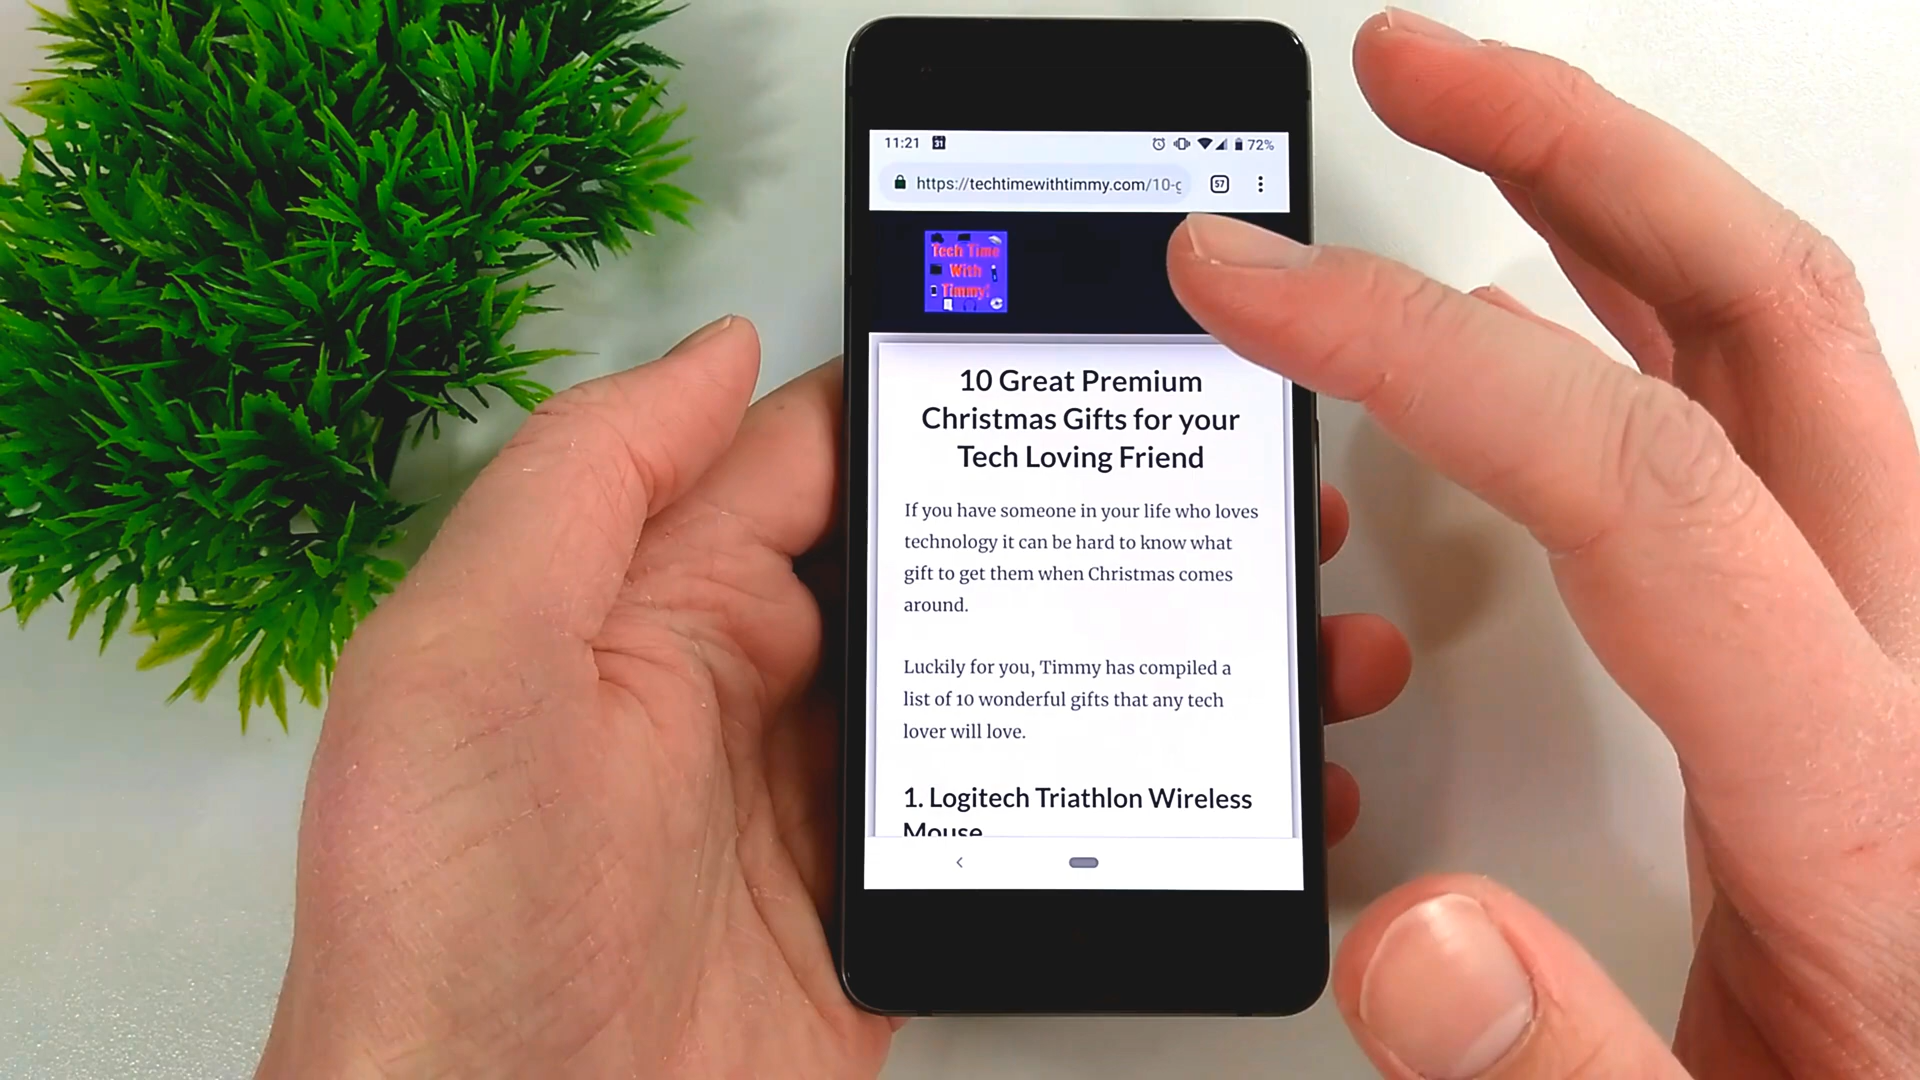 11:21 31 72%
https://techtimewithtimmy.com/10-g 57
Tech Time
With
Timmy!
10 Great Premium
Christmas Gifts for your
Tech Loving Friend
If you have someone in your life who loves
technology it can be hard to know what
gift to get them when Christmas comes
around.
Luckily for you, Timmy has compiled a
list of 10 wonderful gifts that any tech
lover will love.
1. Logitech Triathlon Wireless
Mouse